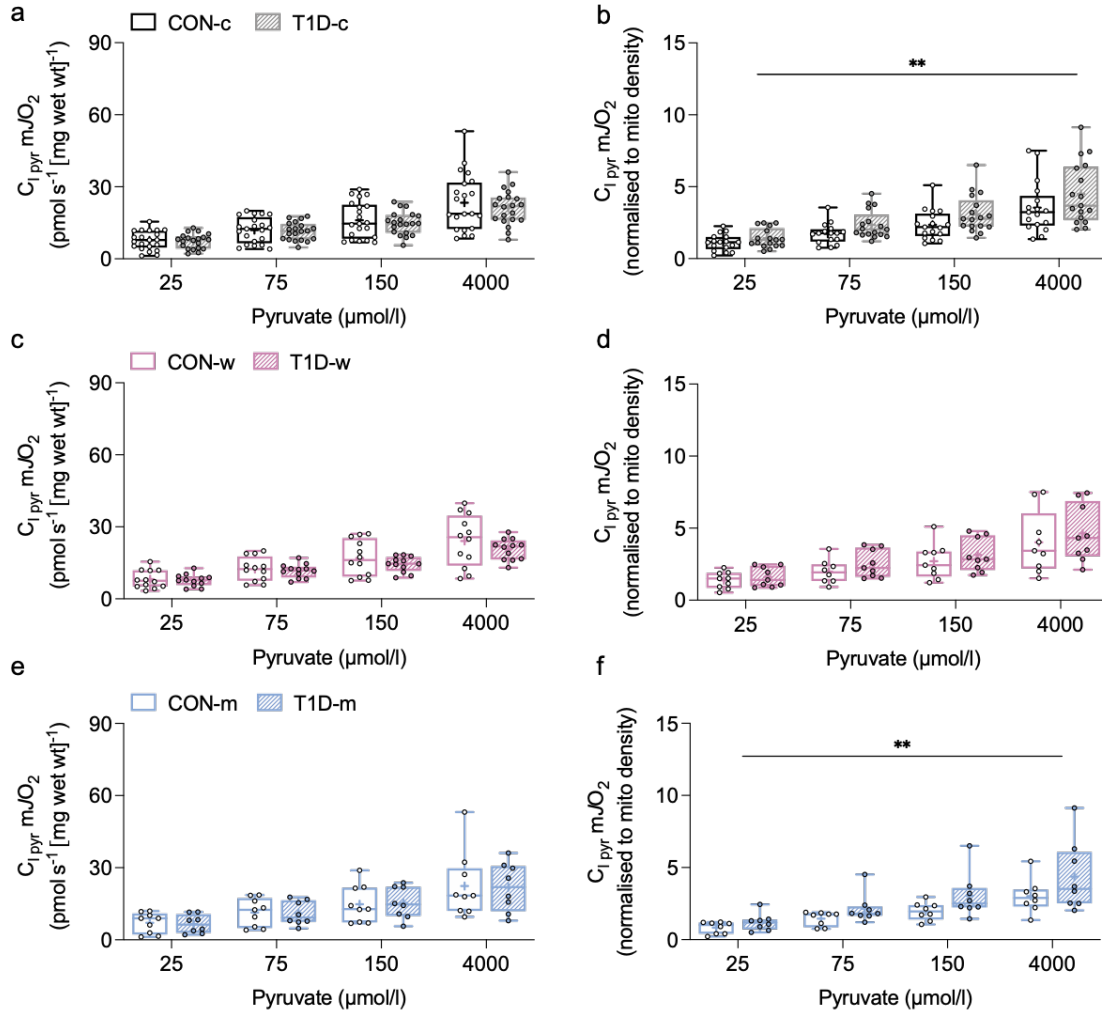 a
CON-c T1D-c
90
60
30
0
C_I pyr mJO₂
(pmol s⁻¹ [mg wet wt]⁻¹)
25 75 150 4000
Pyruvate (µmol/l)
b
15
10
5
0
C_I pyr mJO₂
(normalised to mito density)
**
25 75 150 4000
Pyruvate (µmol/l)
c
CON-w T1D-w
90
60
30
0
C_I pyr mJO₂
(pmol s⁻¹ [mg wet wt]⁻¹)
25 75 150 4000
Pyruvate (µmol/l)
d
15
10
5
0
C_I pyr mJO₂
(normalised to mito density)
25 75 150 4000
Pyruvate (µmol/l)
e
CON-m T1D-m
90
60
30
0
C_I pyr mJO₂
(pmol s⁻¹ [mg wet wt]⁻¹)
25 75 150 4000
Pyruvate (µmol/l)
f
15
10
5
0
C_I pyr mJO₂
(normalised to mito density)
**
25 75 150 4000
Pyruvate (µmol/l)